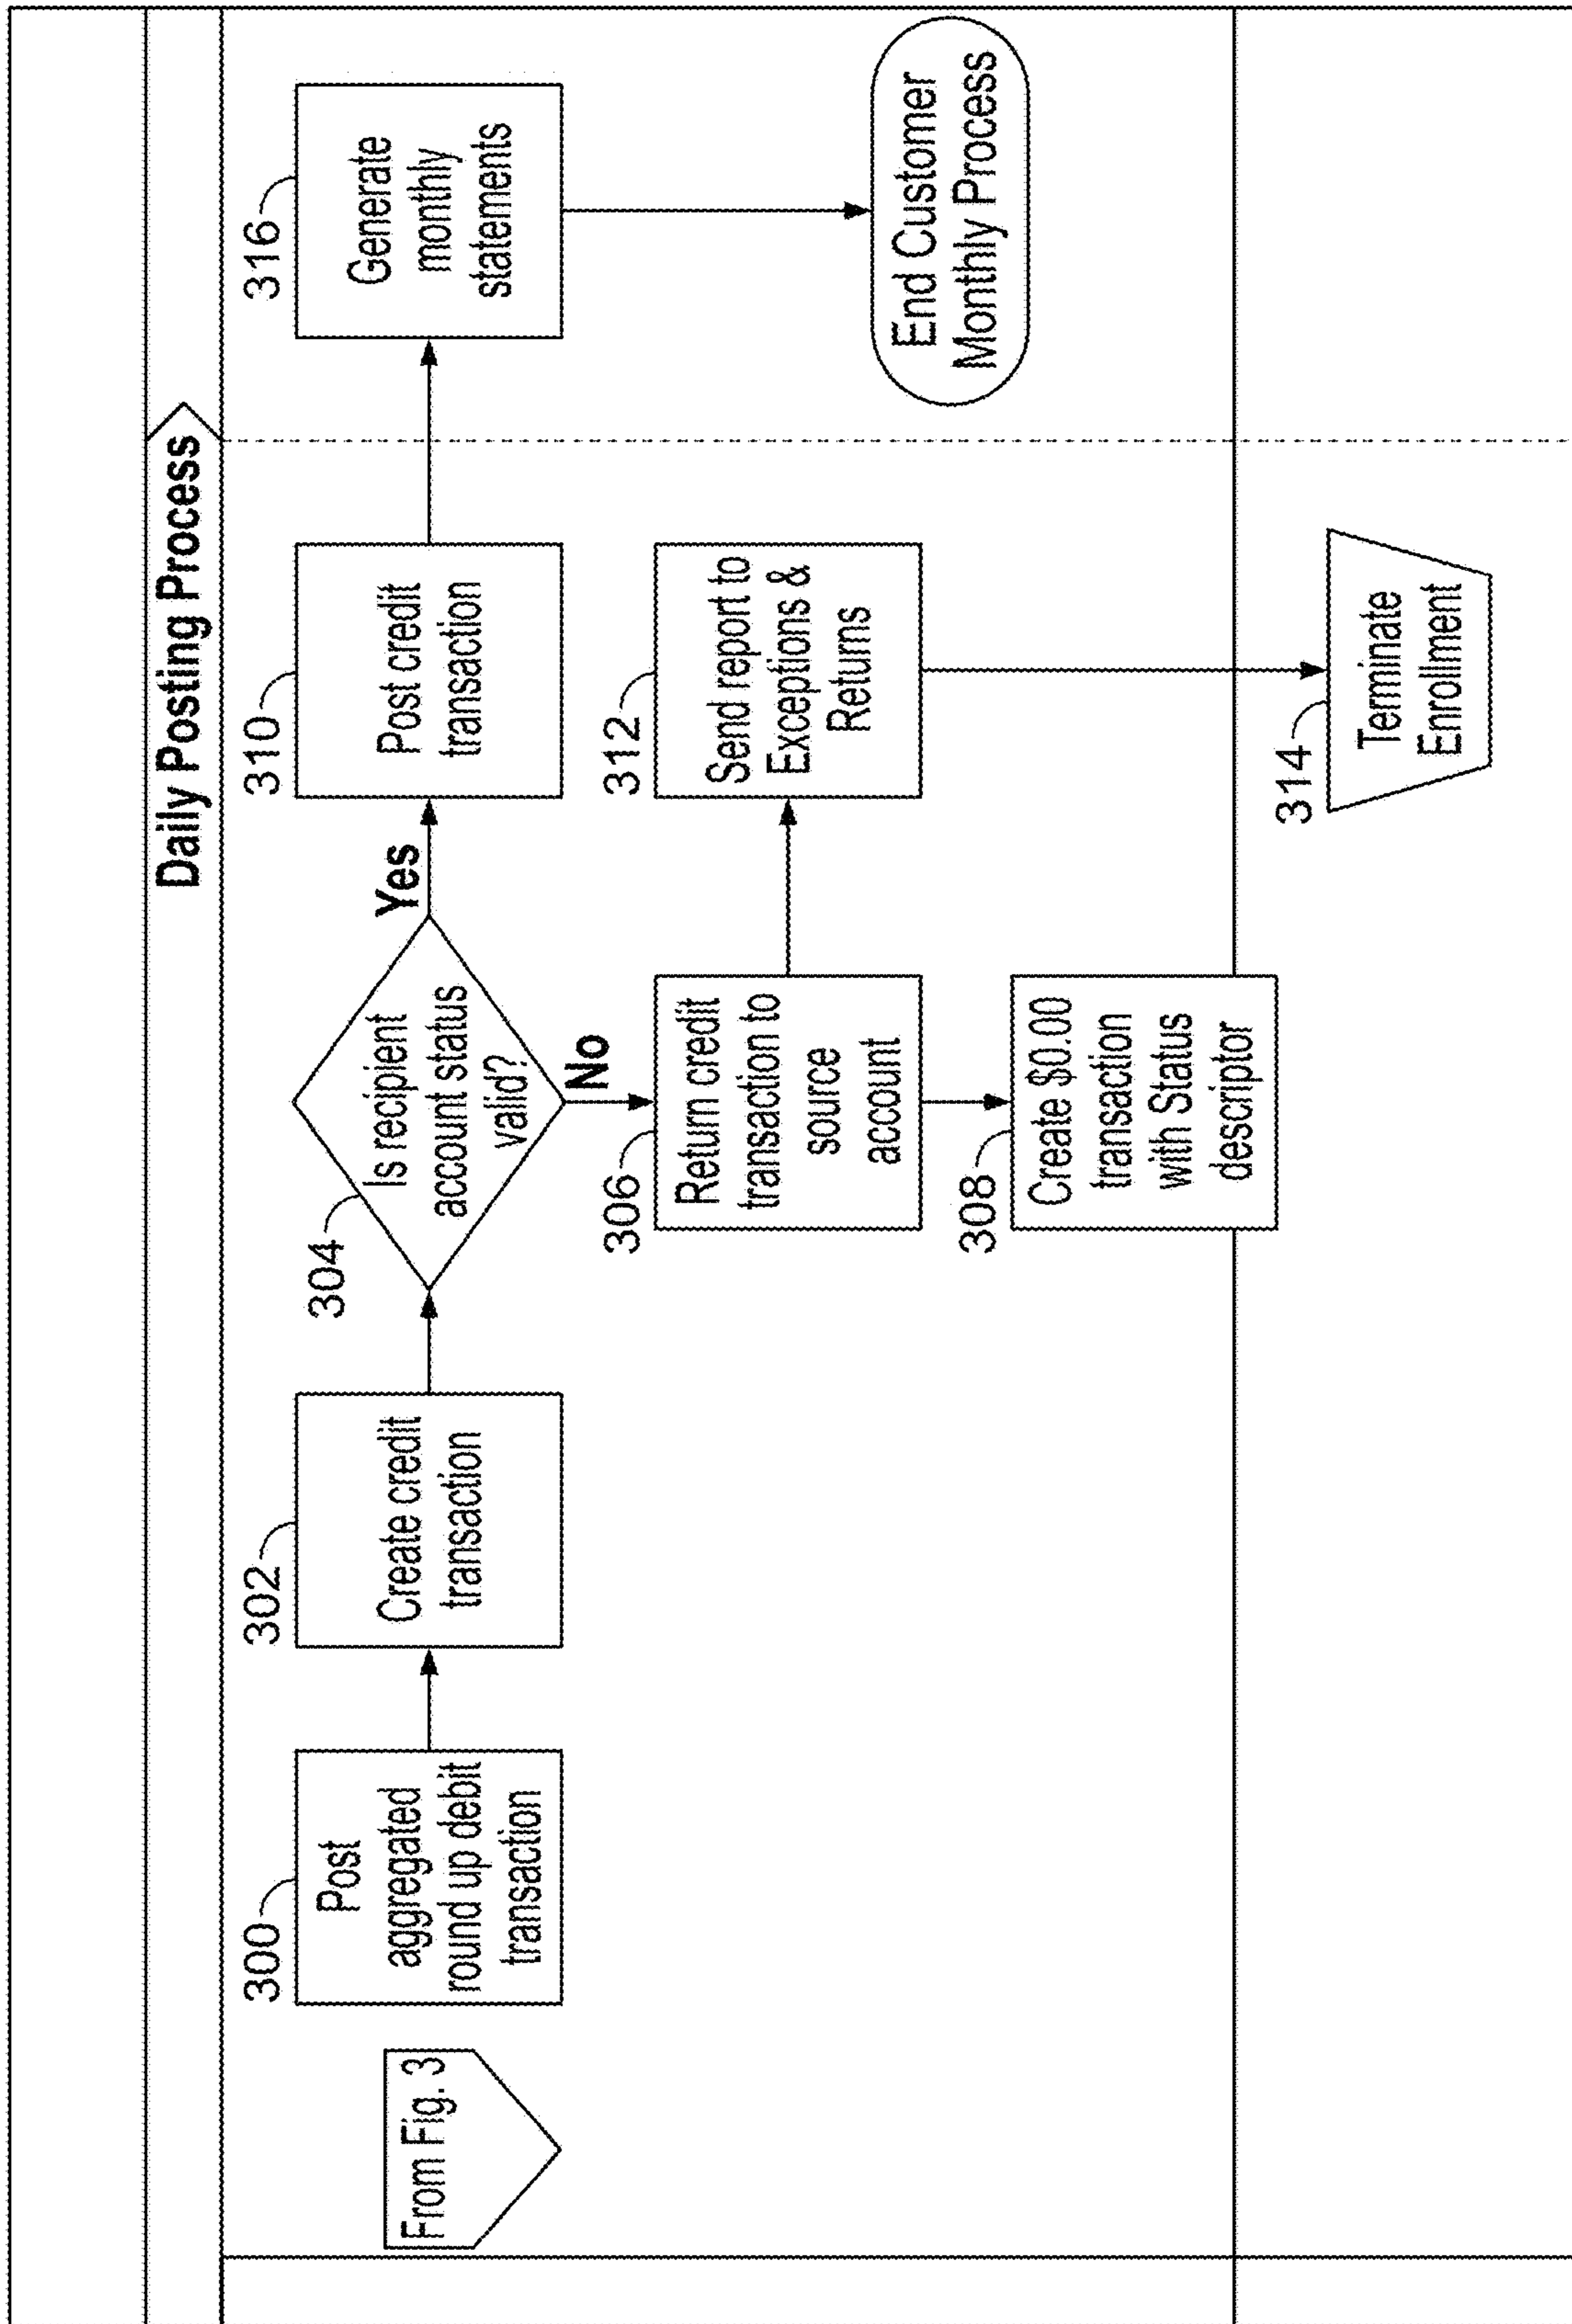 Daily Posting Process
From Fig. 3
300
Post
aggregated
round up debit
transaction
302
Create credit
transaction
304
Is recipient
account status
valid?
Yes
No
310
Post credit
transaction
316
Generate
monthly
statements
306
Return credit
transaction to
source
account
312
Send report to
Exceptions &
Returns
End Customer
Monthly Process
308
Create $0.00
transaction
with Status
descriptor
314
Terminate
Enrollment